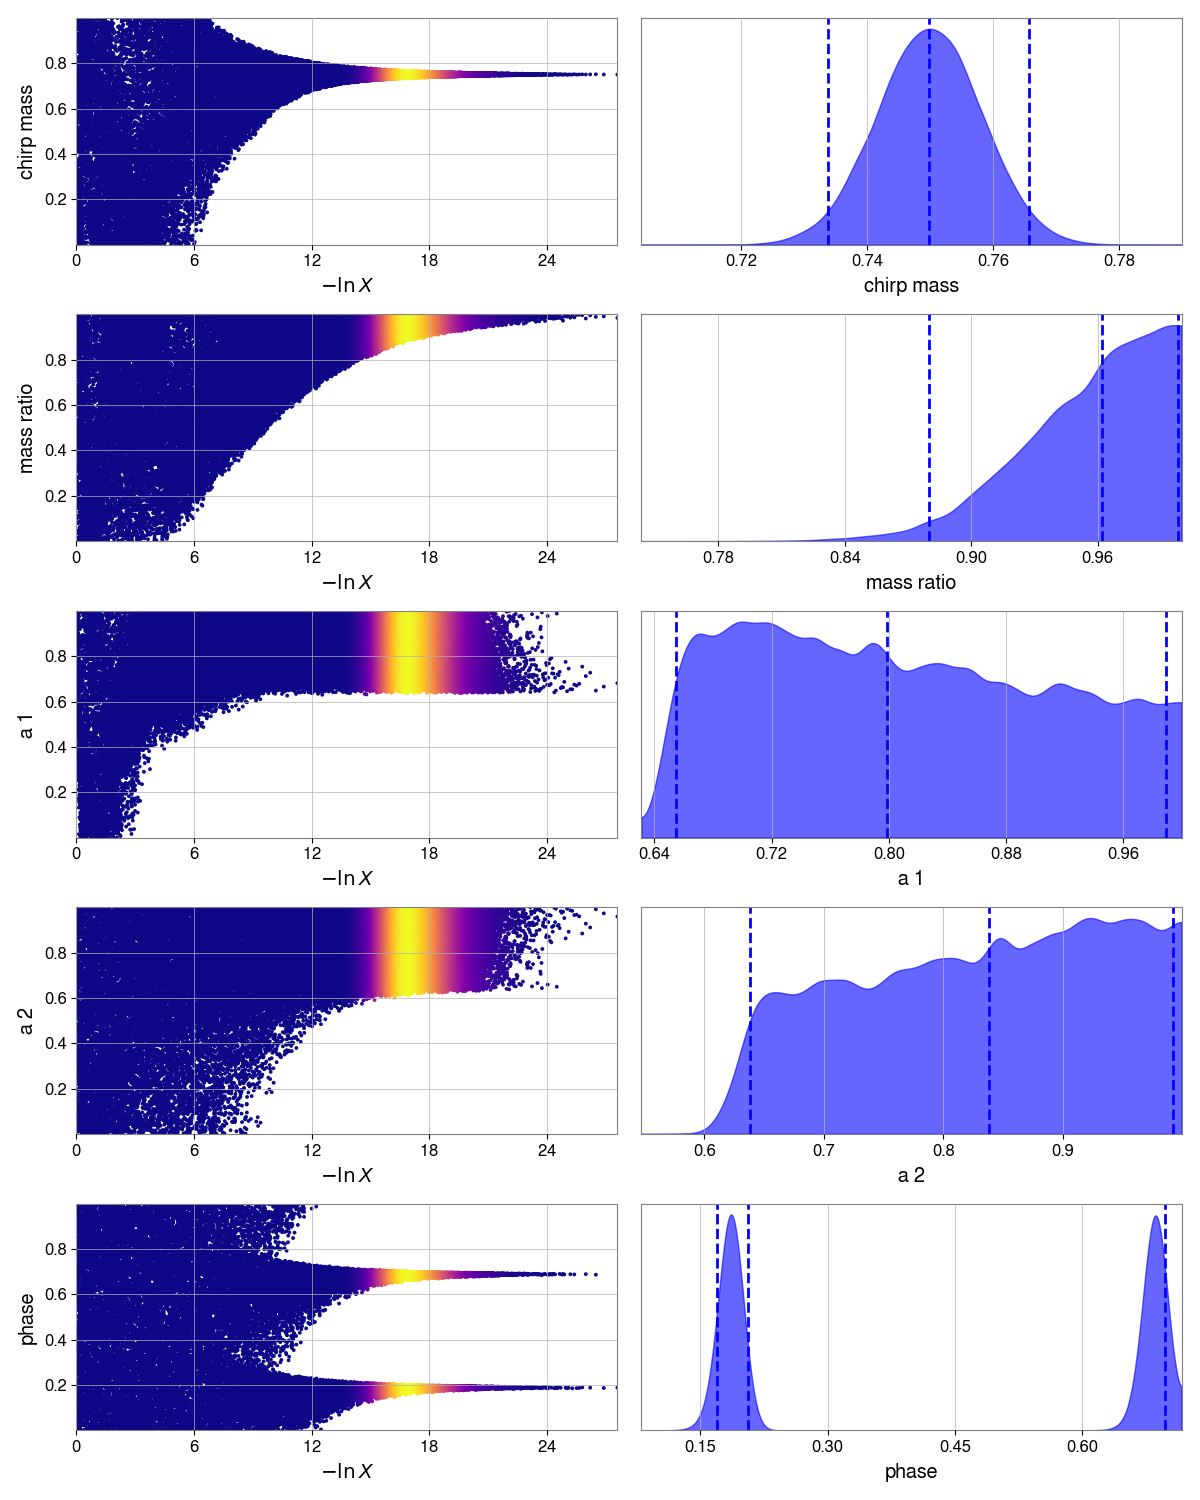 chirp mass
0.8
0.6
0.4
0.2
0 6 12 18 24
−ln X
0.72 0.74 0.76 0.78
chirp mass
mass ratio
0.8
0.6
0.4
0.2
0 6 12 18 24
−ln X
0.78 0.84 0.90 0.96
mass ratio
a 1
0.8
0.6
0.4
0.2
0 6 12 18 24
−ln X
0.64 0.72 0.80 0.88 0.96
a 1
a 2
0.8
0.6
0.4
0.2
0 6 12 18 24
−ln X
0.6 0.7 0.8 0.9
a 2
phase
0.8
0.6
0.4
0.2
0 6 12 18 24
−ln X
0.15 0.30 0.45 0.60
phase